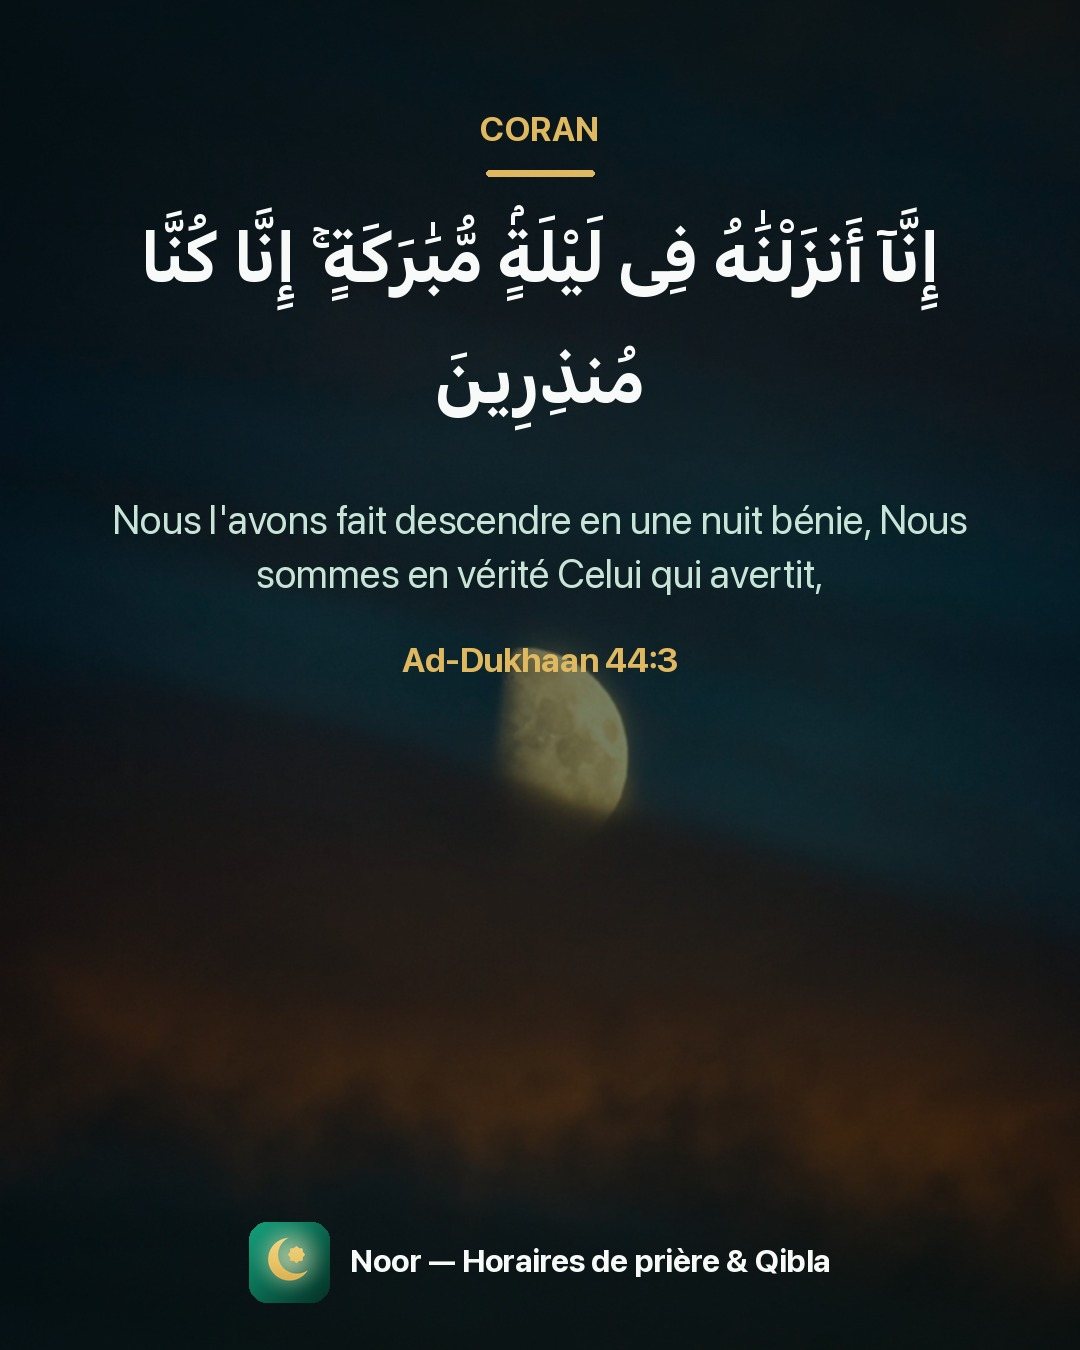 CORAN
إِنَّآ أَنزَلْنَٰهُ فِى لَيْلَةٍۢ مُّبَٰرَكَةٍ ۚ إِنَّا كُنَّا
مُنذِرِينَ
Nous l'avons fait descendre en une nuit bénie, Nous
sommes en vérité Celui qui avertit,
Ad-Dukhaan 44:3
Noor — Horaires de prière & Qibla